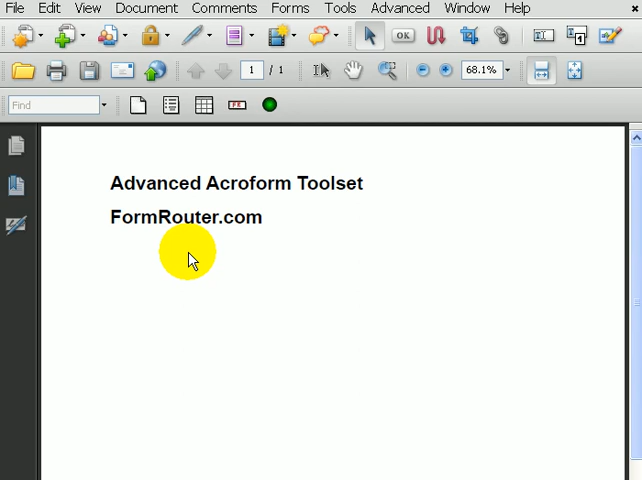 File Edit View Document Comments Forms Tools Advanced Window Help
OK
1 / 1 68.1%
Find
Advanced Acroform Toolset
FormRouter.com